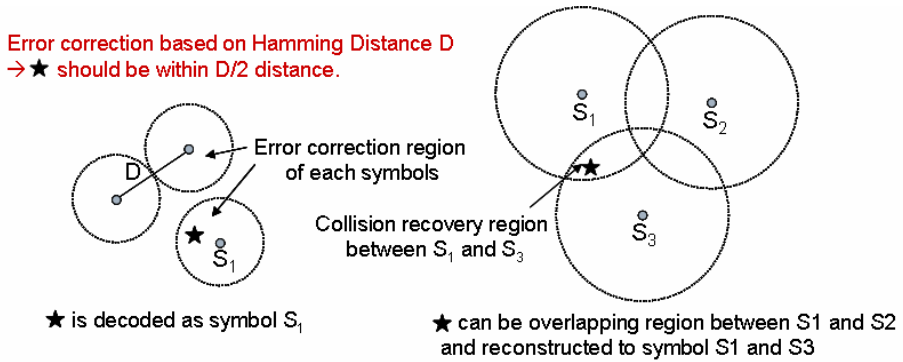 Error correction based on Hamming Distance D
→★ should be within D/2 distance.
D
Error correction region
of each symbols
S₁
★ is decoded as symbol S₁
S₁
S₂
Collision recovery region
between S₁ and S₃
S₃
★ can be overlapping region between S1 and S2
and reconstructed to symbol S1 and S3